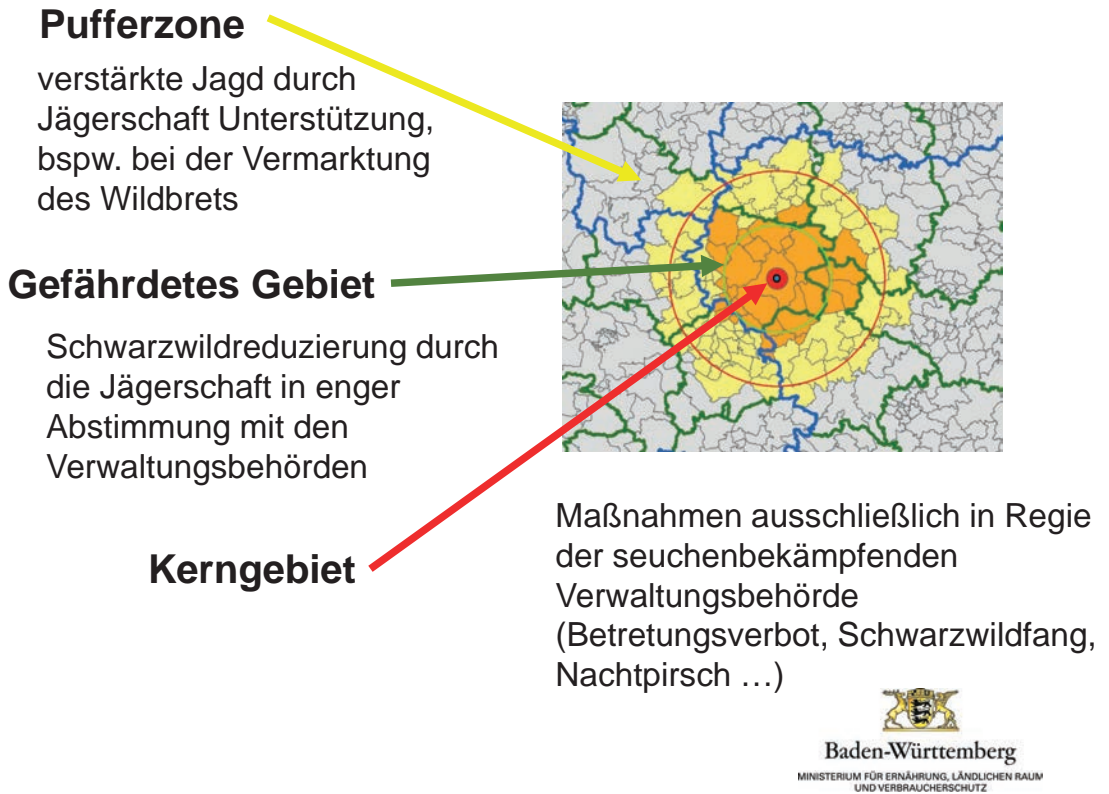 Pufferzone
verstärkte Jagd durch
Jägerschaft Unterstützung,
bspw. bei der Vermarktung
des Wildbrets
Gefährdetes Gebiet
Schwarzwildreduzierung durch
die Jägerschaft in enger
Abstimmung mit den
Verwaltungsbehörden
Kerngebiet
Maßnahmen ausschließlich in Regie
der seuchenbekämpfenden
Verwaltungsbehörde
(Betretungsverbot, Schwarzwildfang,
Nachtpirsch …)
Baden-Württemberg
MINISTERIUM FÜR ERNÄHRUNG, LÄNDLICHEN RAUM
UND VERBRAUCHERSCHUTZ